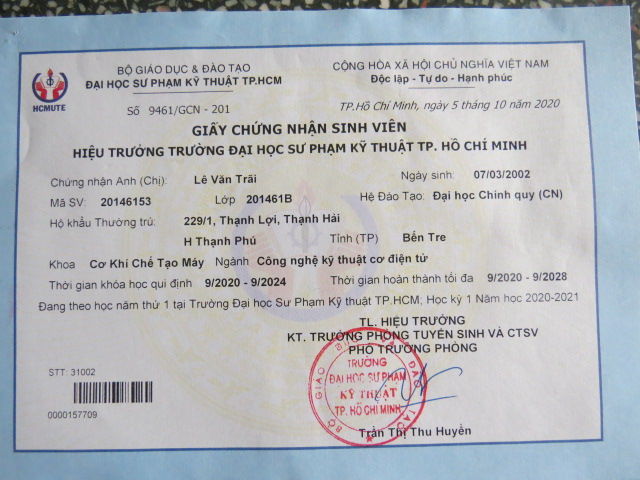 BỘ GIÁO DỤC & ĐÀO TẠO
ĐẠI HỌC SƯ PHẠM KỸ THUẬT TP.HCM
HCMUTE
CỘNG HÒA XÃ HỘI CHỦ NGHĨA VIỆT NAM
Độc lập - Tự do - Hạnh phúc
Số 9461/GCN - 201
TP.Hồ Chí Minh, ngày 5 tháng 10 năm 2020
GIẤY CHỨNG NHẬN SINH VIÊN
HIỆU TRƯỞNG TRƯỜNG ĐẠI HỌC SƯ PHẠM KỸ THUẬT TP. HỒ CHÍ MINH
Chứng nhận Anh (Chị): Lê Văn Trãi Ngày sinh: 07/03/2002
Mã SV: 20146153 Lớp 201461B Hệ Đào Tạo: Đại học Chính quy (CN)
Hộ khẩu Thường trú: 229/1, Thạnh Lợi, Thạnh Hải
H Thạnh Phú Tỉnh (TP) Bến Tre
Khoa Cơ Khí Chế Tạo Máy Ngành Công nghệ kỹ thuật cơ điện tử
Thời gian khóa học qui định 9/2020 - 9/2024 Thời gian hoàn thành tối đa 9/2020 - 9/2028
Đang theo học năm thứ 1 tại Trường Đại học Sư Phạm Kỹ thuật TP.HCM; Học kỳ 1 Năm học 2020-2021
TL. HIỆU TRƯỞNG
KT. TRƯỞNG PHÒNG TUYỂN SINH VÀ CTSV
PHÓ TRƯỞNG PHÒNG
BỘ GIÁO DỤC VÀ ĐÀO TẠO
TRƯỜNG
ĐẠI HỌC SƯ PHẠM
KỸ THUẬT
TP. HỒ CHÍ MINH
STT: 31002
0000157709
Trần Thị Thu Huyền